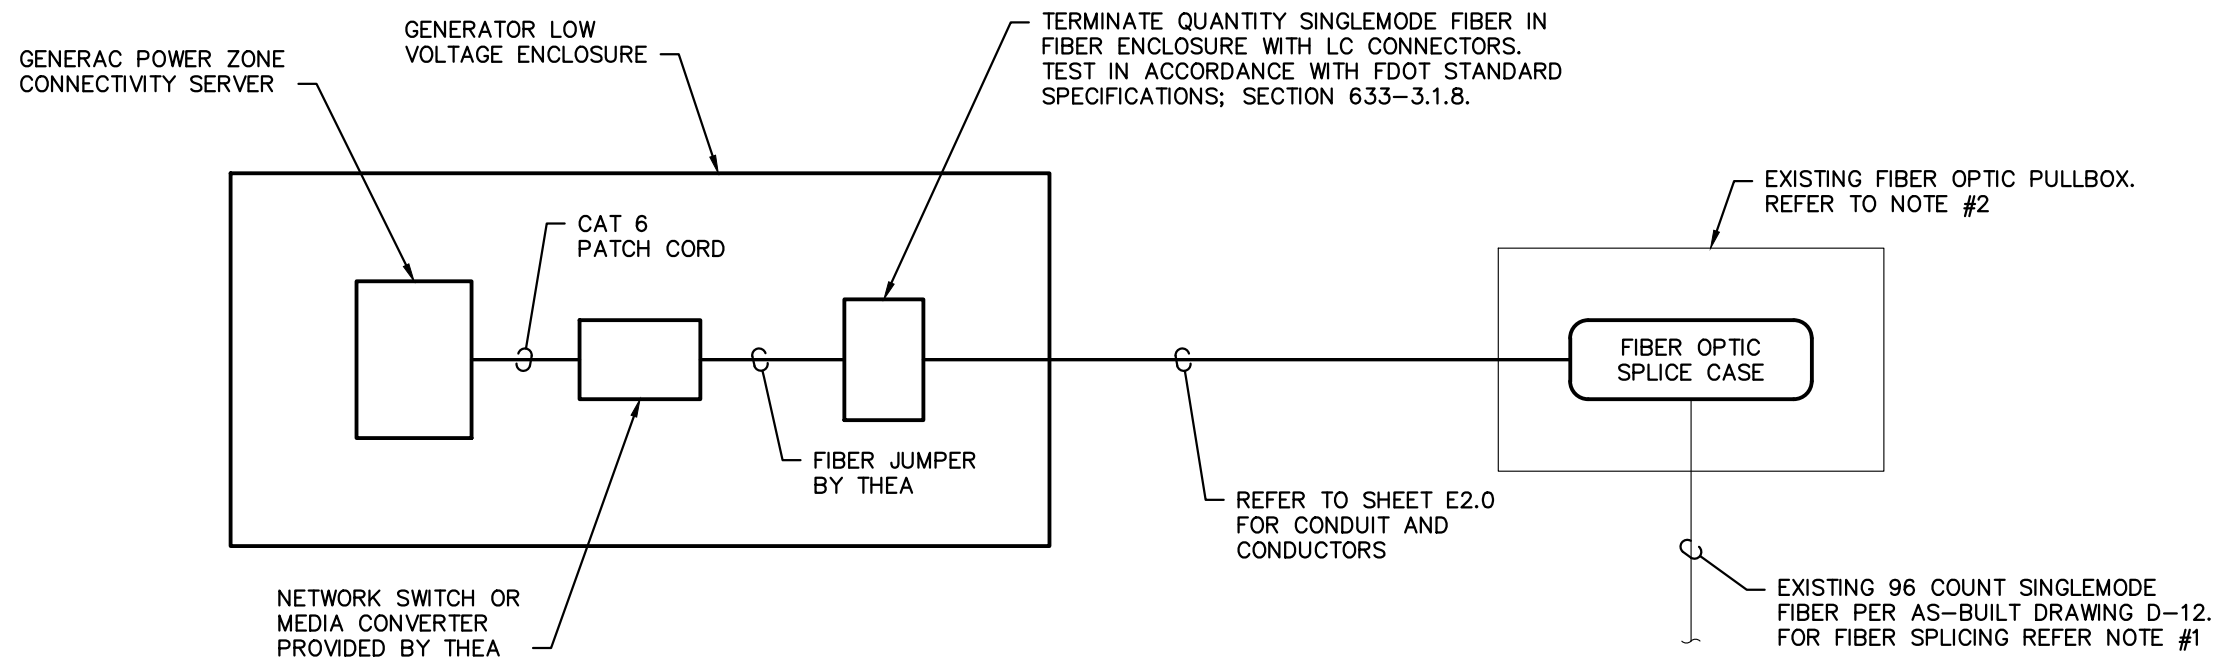 GENERAC POWER ZONE
CONNECTIVITY SERVER
GENERATOR LOW
VOLTAGE ENCLOSURE
TERMINATE QUANTITY SINGLEMODE FIBER IN
FIBER ENCLOSURE WITH LC CONNECTORS.
TEST IN ACCORDANCE WITH FDOT STANDARD
SPECIFICATIONS; SECTION 633-3.1.8.
EXISTING FIBER OPTIC PULLBOX.
REFER TO NOTE #2
CAT 6
PATCH CORD
FIBER OPTIC
SPLICE CASE
FIBER JUMPER
BY THEA
REFER TO SHEET E2.0
FOR CONDUIT AND
CONDUCTORS
NETWORK SWITCH OR
MEDIA CONVERTER
PROVIDED BY THEA
EXISTING 96 COUNT SINGLEMODE
FIBER PER AS-BUILT DRAWING D-12.
FOR FIBER SPLICING REFER NOTE #1